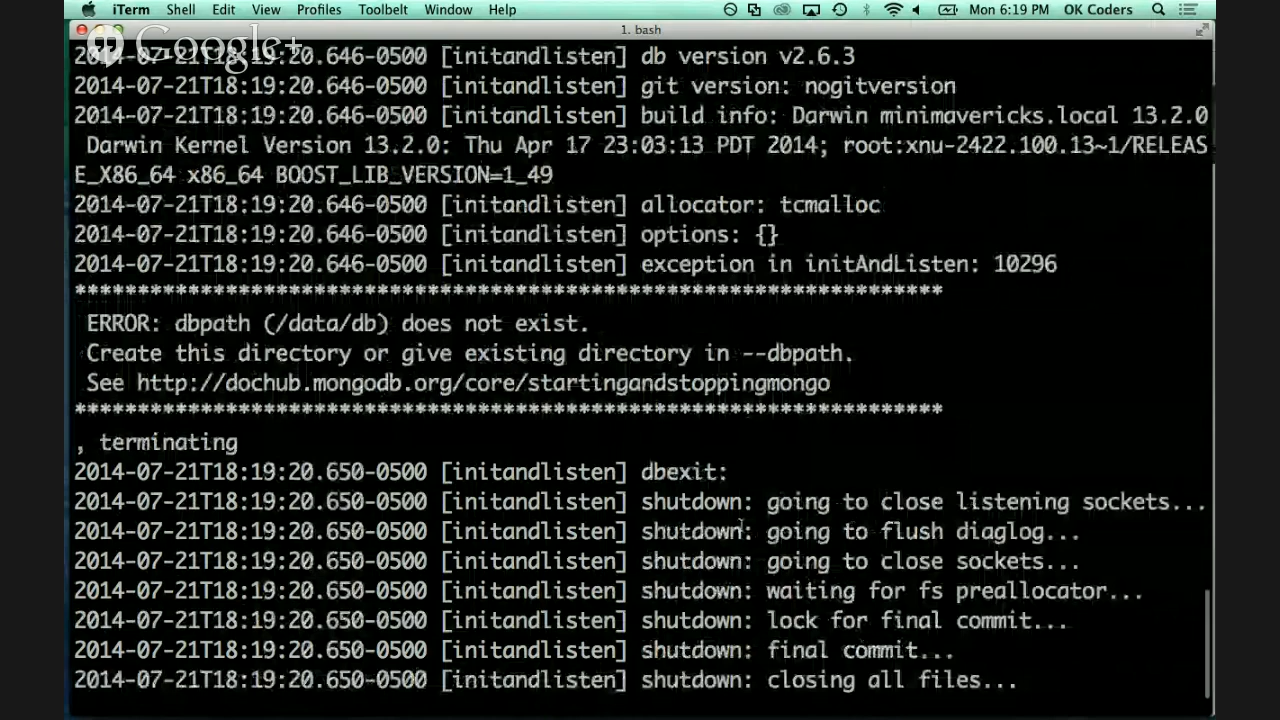 iTerm Shell Edit View Profiles Toolbelt Window Help Mon 6:19 PM OK Coders
1. bash
Google+
2014-07-21T18:19:20.646-0500 [initandlisten] db version v2.6.3
2014-07-21T18:19:20.646-0500 [initandlisten] git version: nogitversion
2014-07-21T18:19:20.646-0500 [initandlisten] build info: Darwin minimavericks.local 13.2.0
Darwin Kernel Version 13.2.0: Thu Apr 17 23:03:13 PDT 2014; root:xnu-2422.100.13~1/RELEAS
E_X86_64 x86_64 BOOST_LIB_VERSION=1_49
2014-07-21T18:19:20.646-0500 [initandlisten] allocator: tcmalloc
2014-07-21T18:19:20.646-0500 [initandlisten] options: {}
2014-07-21T18:19:20.646-0500 [initandlisten] exception in initAndListen: 10296
*********************************************************************
ERROR: dbpath (/data/db) does not exist.
Create this directory or give existing directory in --dbpath.
See http://dochub.mongodb.org/core/startingandstoppingmongo
*********************************************************************
, terminating
2014-07-21T18:19:20.650-0500 [initandlisten] dbexit:
2014-07-21T18:19:20.650-0500 [initandlisten] shutdown: going to close listening sockets...
2014-07-21T18:19:20.650-0500 [initandlisten] shutdown: going to flush diaglog...
2014-07-21T18:19:20.650-0500 [initandlisten] shutdown: going to close sockets...
2014-07-21T18:19:20.650-0500 [initandlisten] shutdown: waiting for fs preallocator...
2014-07-21T18:19:20.650-0500 [initandlisten] shutdown: lock for final commit...
2014-07-21T18:19:20.650-0500 [initandlisten] shutdown: final commit...
2014-07-21T18:19:20.650-0500 [initandlisten] shutdown: closing all files...